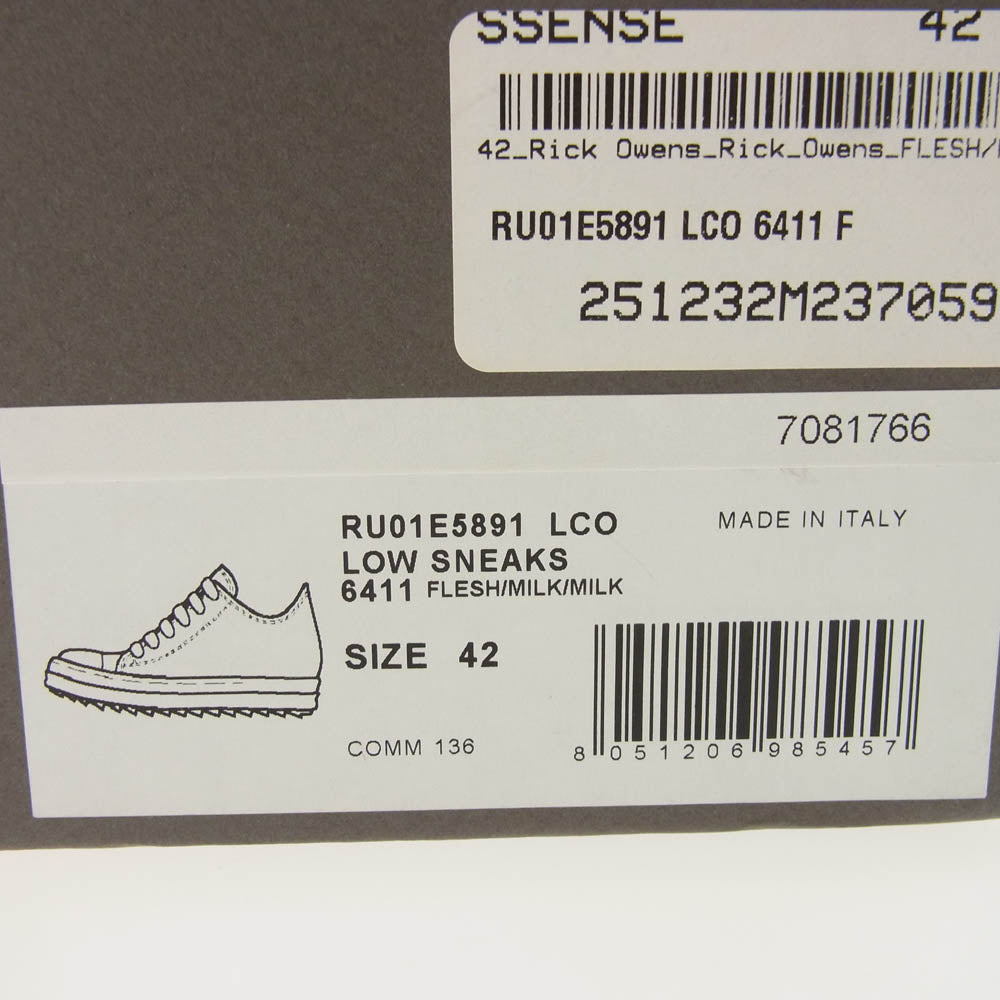 SSENSE 42
42_Rick Owens_Rick_Owens_FLESH/
RU01E5891 LCO 6411 F
251232M237059
7081766
RU01E5891 LCO
MADE IN ITALY
LOW SNEAKS
6411 FLESH/MILK/MILK
SIZE 42
COMM 136
8 051206 985457